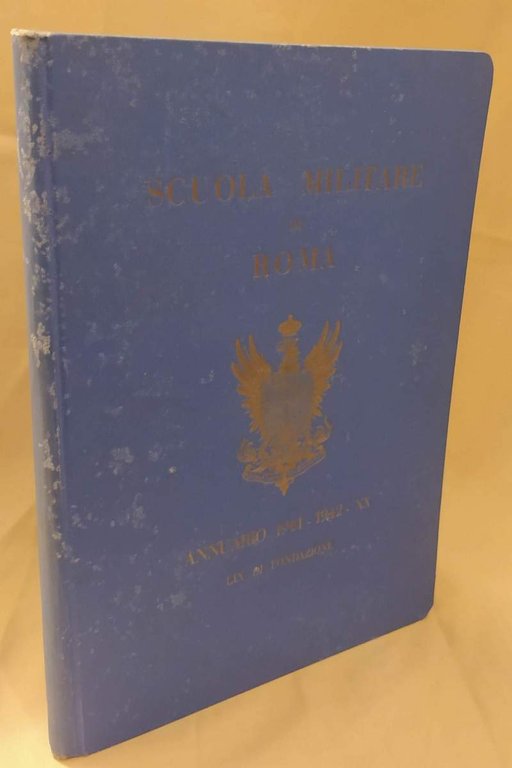 SCUOLA MILITARE
DI
ROMA
ANNUARIO 1941-1942-XX
LIX DI FONDAZIONE